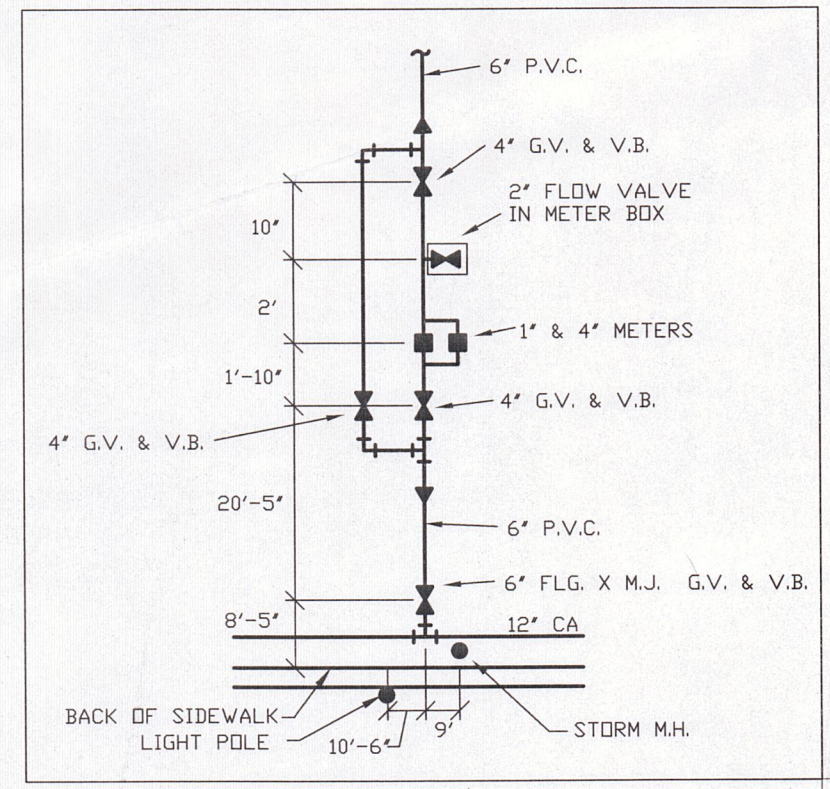 6" P.V.C.
4" G.V. & V.B.
2" FLOW VALVE
IN METER BOX
10"
2'
1" & 4" METERS
1'-10"
4" G.V. & V.B.
4" G.V. & V.B.
20'-5"
6" P.V.C.
6" FLG. X M.J. G.V. & V.B.
8'-5"
12" CA
BACK OF SIDEWALK
LIGHT POLE
10'-6"
9'
STORM M.H.